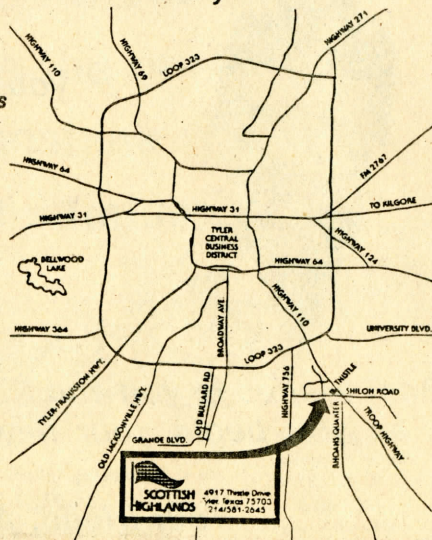 HIGHWAY 110
HIGHWAY 69
LOOP 323
HIGHWAY 271
HIGHWAY 64
HIGHWAY 31
HIGHWAY 31
FM 2767
TO KILGORE
HIGHWAY 124
TYLER
CENTRAL
BUSINESS
DISTRICT
BELLWOOD
LAKE
HIGHWAY 64
HIGHWAY 110
BROADWAY AVE.
HIGHWAY 364
UNIVERSITY BLVD.
LOOP 323
TYLER-FRANKSTON HWY.
OLD JACKSONVILLE HWY.
OLD BULLARD RD
HIGHWAY 756
THISTLE
SHILOH ROAD
RHOANS QUARTER
TROUP HIGHWAY
GRANDE BLVD.
SCOTTISH
HIGHLANDS
4917 Thistle Drive
Tyler, Texas 75703
214/581-2645